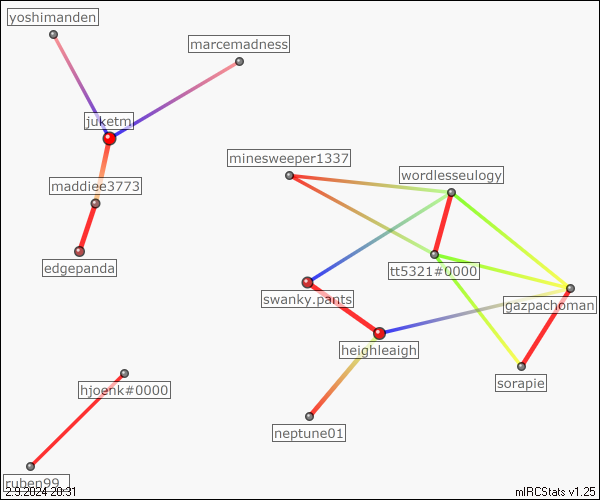 yoshimanden
marcemadness
juketm
minesweeper1337
wordlesseulogy
maddiee3773
edgepanda
tt5321#0000
swanky.pants
gazpachoman
heighleaigh
sorapie
hjoenk#0000
neptune01
ruben99_
2.9.2024 20:31
mIRCStats v1.25